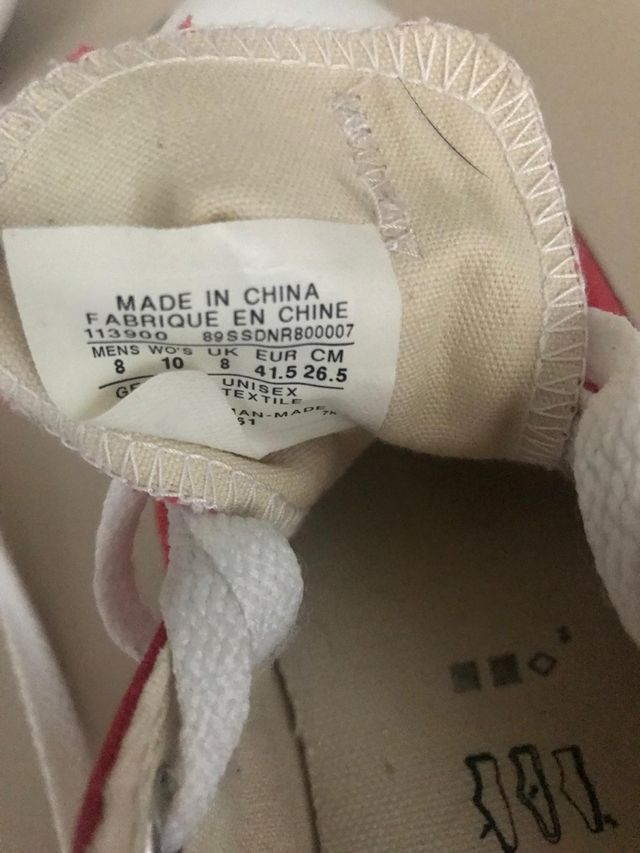 MADE IN CHINA
FABRIQUE EN CHINE
113900 89SSDNR800007
MENS WO'S UK EUR CM
8 10 8 41.5 26.5
UNISEX
TEXTILE